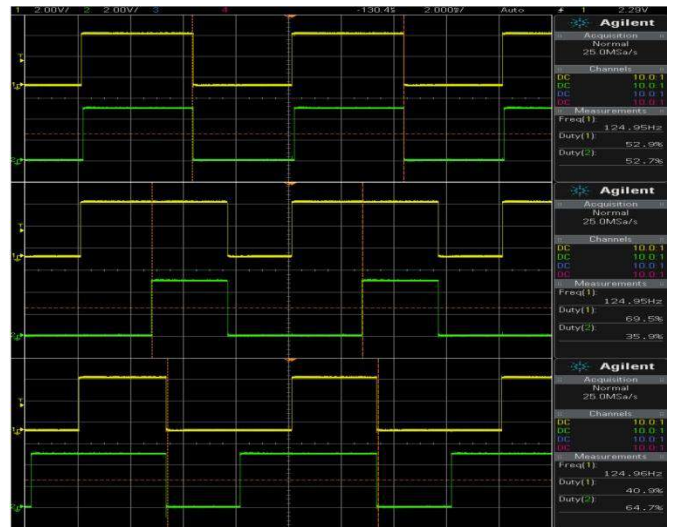 1 2.00V/ 2 2.00V/ 3 4 -130.4% 2.000%/ Auto 1 2.29V
Agilent
Acquisition
Normal
25.0MSa/s
Channels
DC 10.0:1
DC 10.0:1
DC 10.0:1
DC 10.0:1
Measurements
Freq(1):
124.95Hz
Duty(1):
52.9%
Duty(2):
52.7%
Agilent
Acquisition
Normal
25.0MSa/s
Channels
DC 10.0:1
DC 10.0:1
DC 10.0:1
DC 10.0:1
Measurements
Freq(1):
124.95Hz
Duty(1):
69.5%
Duty(2):
35.9%
Agilent
Acquisition
Normal
25.0MSa/s
Channels
DC 10.0:1
DC 10.0:1
DC 10.0:1
DC 10.0:1
Measurements
Freq(1):
124.96Hz
Duty(1):
40.9%
Duty(2):
64.7%